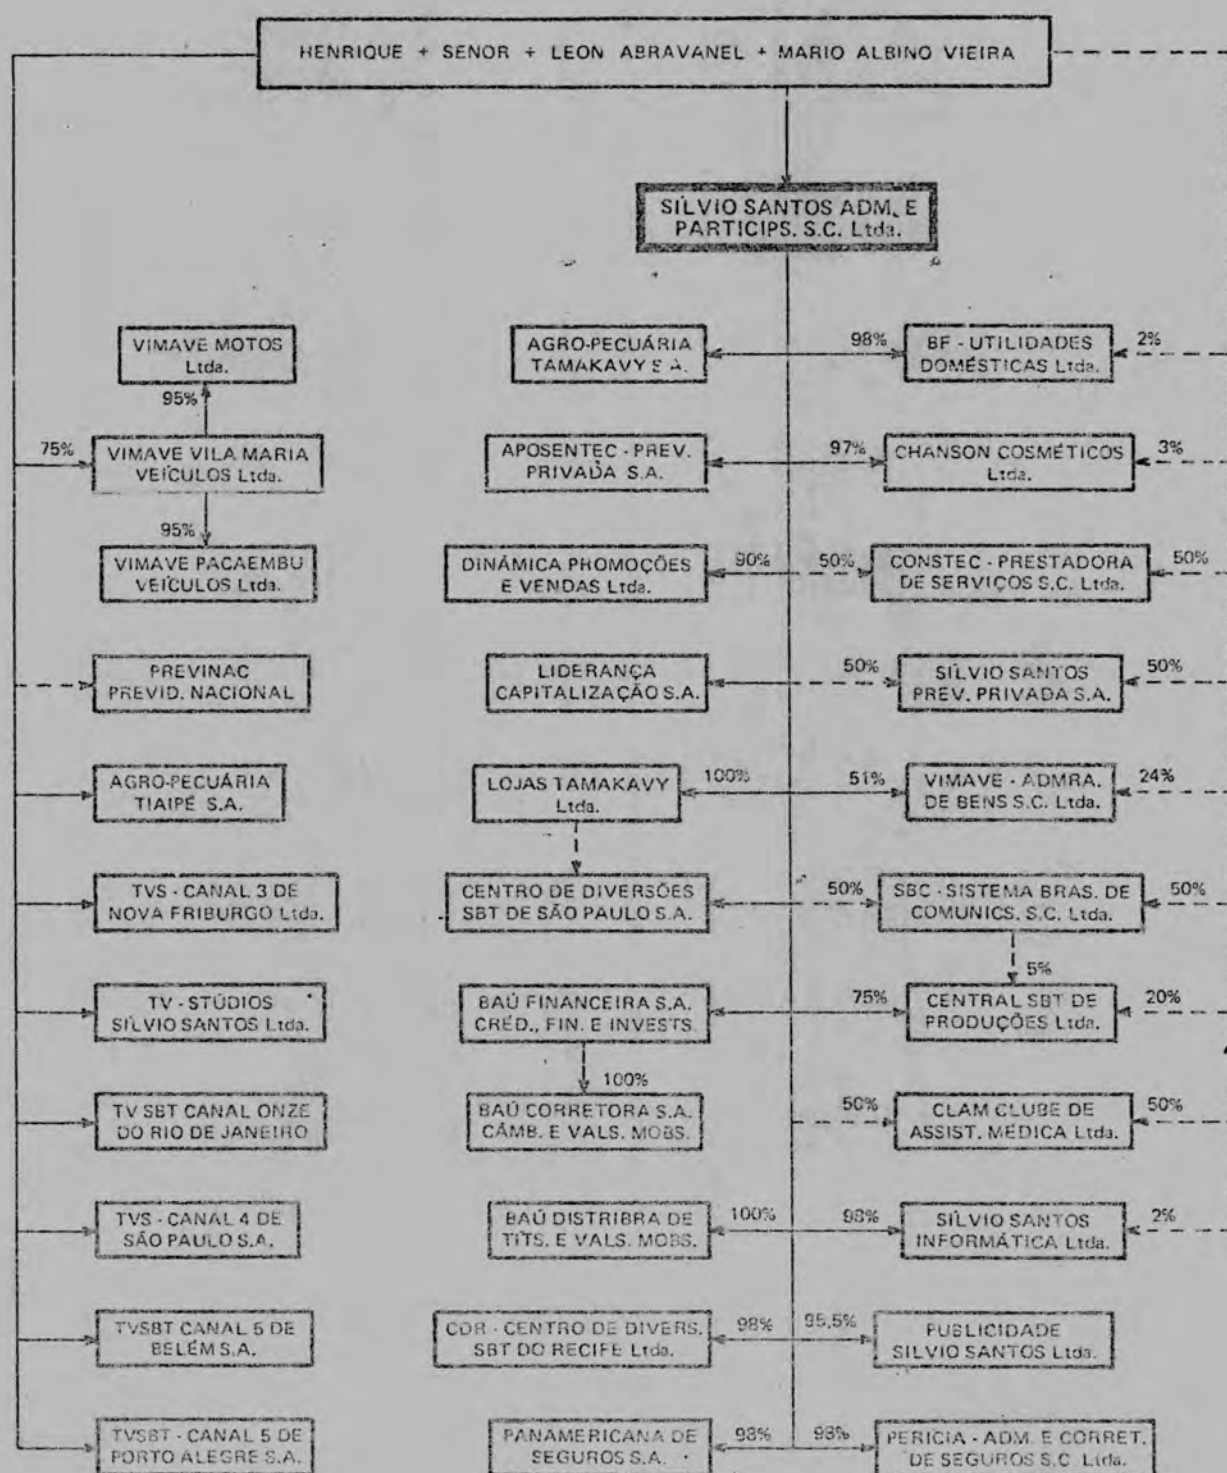 HENRIQUE + SENOR + LEON ABRAVANEL + MARIO ALBINO VIEIRA
SÍLVIO SANTOS ADM. E
PARTICIPS. S.C. Ltda.
VIMAVE MOTOS
Ltda.
95%
75%
VIMAVE VILA MARIA
VEÍCULOS Ltda.
95%
VIMAVE PACAEMBU
VEÍCULOS Ltda.
PREVINAC
PREVID. NACIONAL
AGRO-PECUÁRIA
TIAIPÉ S.A.
TVS - CANAL 3 DE
NOVA FRIBURGO Ltda.
TV - STÚDIOS
SÍLVIO SANTOS Ltda.
TV SBT CANAL ONZE
DO RIO DE JANEIRO
TVS - CANAL 4 DE
SÃO PAULO S.A.
TVSBT CANAL 5 DE
BELÉM S.A.
TVSBT - CANAL 5 DE
PORTO ALEGRE S.A.
AGRO-PECUÁRIA
TAMAKAVY S.A.
APOSENTEC - PREV.
PRIVADA S.A.
DINÁMICA PROMOÇÕES
E VENDAS Ltda.
90%
LIDERANÇA
CAPITALIZAÇÃO S.A.
LOJAS TAMAKAVY
Ltda.
100%
CENTRO DE DIVERSÕES
SBT DE SÃO PAULO S.A.
BAÚ FINANCEIRA S.A.
CRÉD., FIN. E INVESTS.
100%
BAÚ CORRETORA S.A.
CÂMB. E VALS. MOBS.
BAÚ DISTRIBRA DE
TÍTS. E VALS. MOBS.
100%
CDR - CENTRO DE DIVERS.
SBT DO RECIFE Ltda.
98%
PANAMERICANA DE
SEGUROS S.A.
98%
98%
BF - UTILIDADES
DOMÉSTICAS Ltda.
2%
97%
CHANSON COSMÉTICOS
Ltda.
3%
50%
CONSTEC - PRESTADORA
DE SERVIÇOS S.C. Ltda.
50%
50%
SÍLVIO SANTOS
PREV. PRIVADA S.A.
50%
51%
VIMAVE - ADMRA.
DE BENS S.C. Ltda.
24%
50%
SBC - SISTEMA BRAS. DE
COMUNICS. S.C. Ltda.
50%
5%
75%
CENTRAL SBT DE
PRODUÇÕES Ltda.
20%
50%
CLAM CLUBE DE
ASSIST. MÉDICA Ltda.
50%
98%
SÍLVIO SANTOS
INFORMÁTICA Ltda.
2%
95,5%
PUBLICIDADE
SILVIO SANTOS Ltda.
98%
PERICIA - ADM. E CORRET.
DE SEGUROS S.C. Ltda.